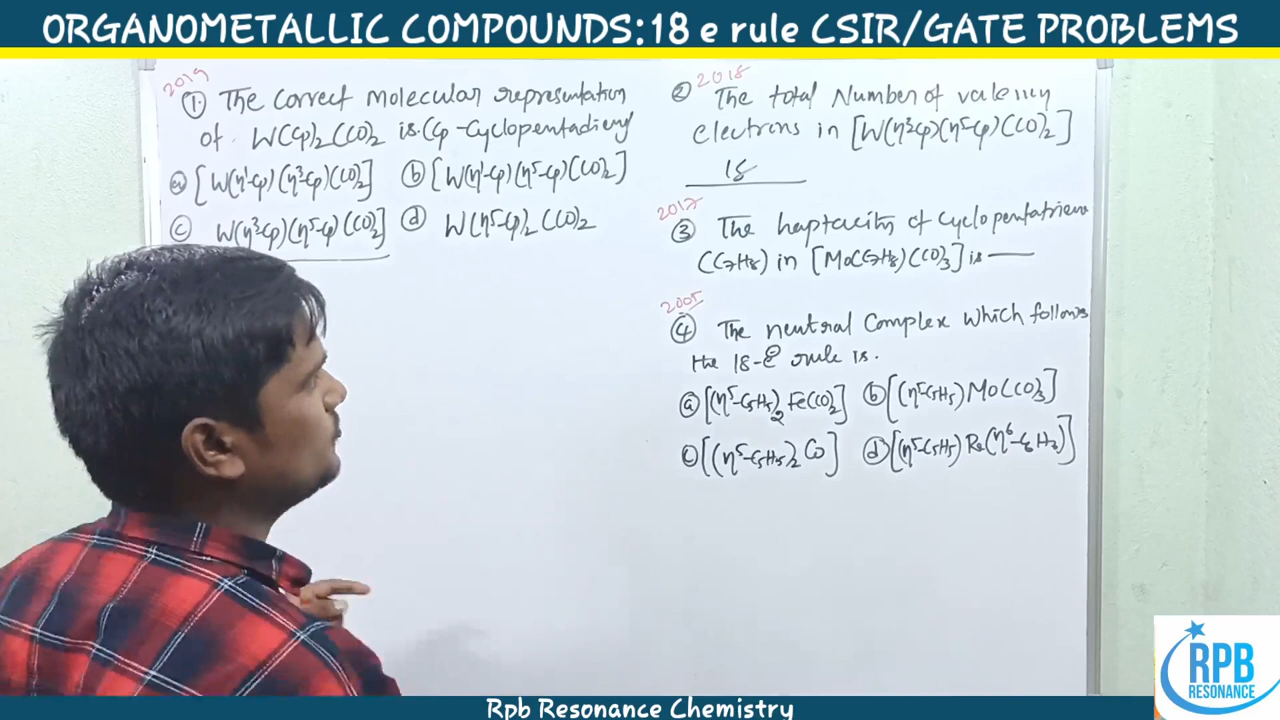 ORGANOMETALLIC COMPOUNDS:18 e rule CSIR/GATE PROBLEMS
2019
① The correct molecular representation
of W(Cp)₂(CO)₂ is (Cp-Cyclopentadienyl
ⓐ [W(η¹-Cp)(η³-Cp)(CO)₂] ⓑ [W(η¹-Cp)(η⁵-Cp)(CO)₂]
ⓒ W(η³-Cp)(η⁵-Cp)(CO)₂] ⓓ W(η⁵-Cp)₂(CO)₂
2018
② The total Number of valency
electrons in [W(η³Cp)(η⁵-Cp)(CO)₂]
18
2017
③ The haptacity of Cyclopentatriene
(C₇H₈) in [Mo(C₇H₈)(CO)₃] is
2005
④ The neutral Complex which follows
the 18-e rule is.
ⓐ [(η⁵-C₅H₅)₂Fe(CO)₂] ⓑ [(η⁵-C₅H₅)Mo(CO)₃]
ⓒ [(η⁵-C₅H₅)₂Co] ⓓ [(η⁵-C₅H₅)Re(η⁶-C₆H₆)]
RPB
RESONANCE
Rpb Resonance Chemistry